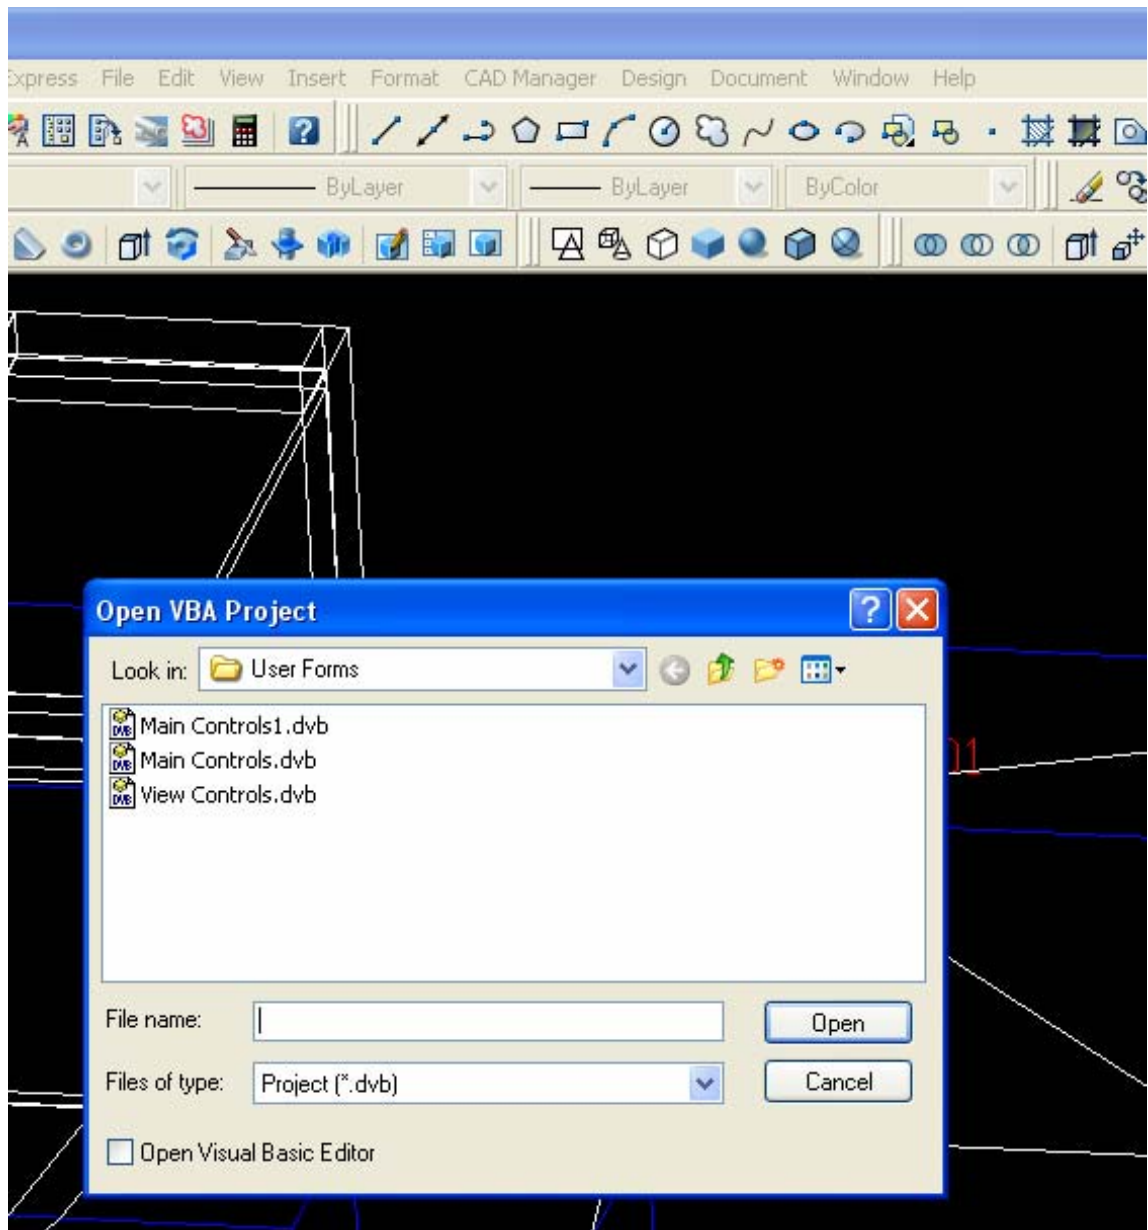 Express File Edit View Insert Format CAD Manager Design Document Window Help
ByLayer ByLayer ByColor
Open VBA Project
Look in: User Forms
Main Controls1.dvb
Main Controls.dvb
View Controls.dvb
01
File name:
Open
Files of type: Project (*.dvb)
Cancel
Open Visual Basic Editor